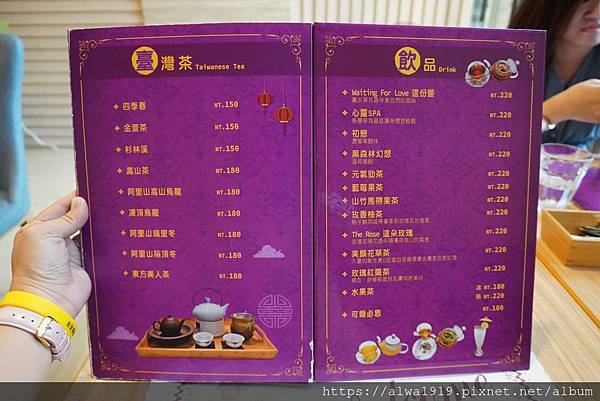 臺灣茶 Taiwanese Tea
四季春 NT.150
金萱茶 NT.150
杉林溪 NT.150
高山茶 NT.180
阿里山高山烏龍 NT.180
凍頂烏龍 NT.180
阿里山瑞里冬 NT.180
阿里山隙頂冬 NT.180
東方美人茶 NT.180
飲品 Drink
Waiting For Love 這份愛 NT.220
心靈SPA NT.220
初戀 NT.220
黑森林幻想 NT.220
元氣勁茶 NT.220
藍莓果茶 NT.220
山竹馬帶果茶 NT.220
玫香柚茶 NT.220
The Rose 這朵玫瑰 NT.220
美顏花草茶 NT.220
玫瑰紅棗茶 NT.220
水果茶 冰 NT.180
熱 NT.220
可爾必思 NT.180
https://alwa1919.pixnet.net/album